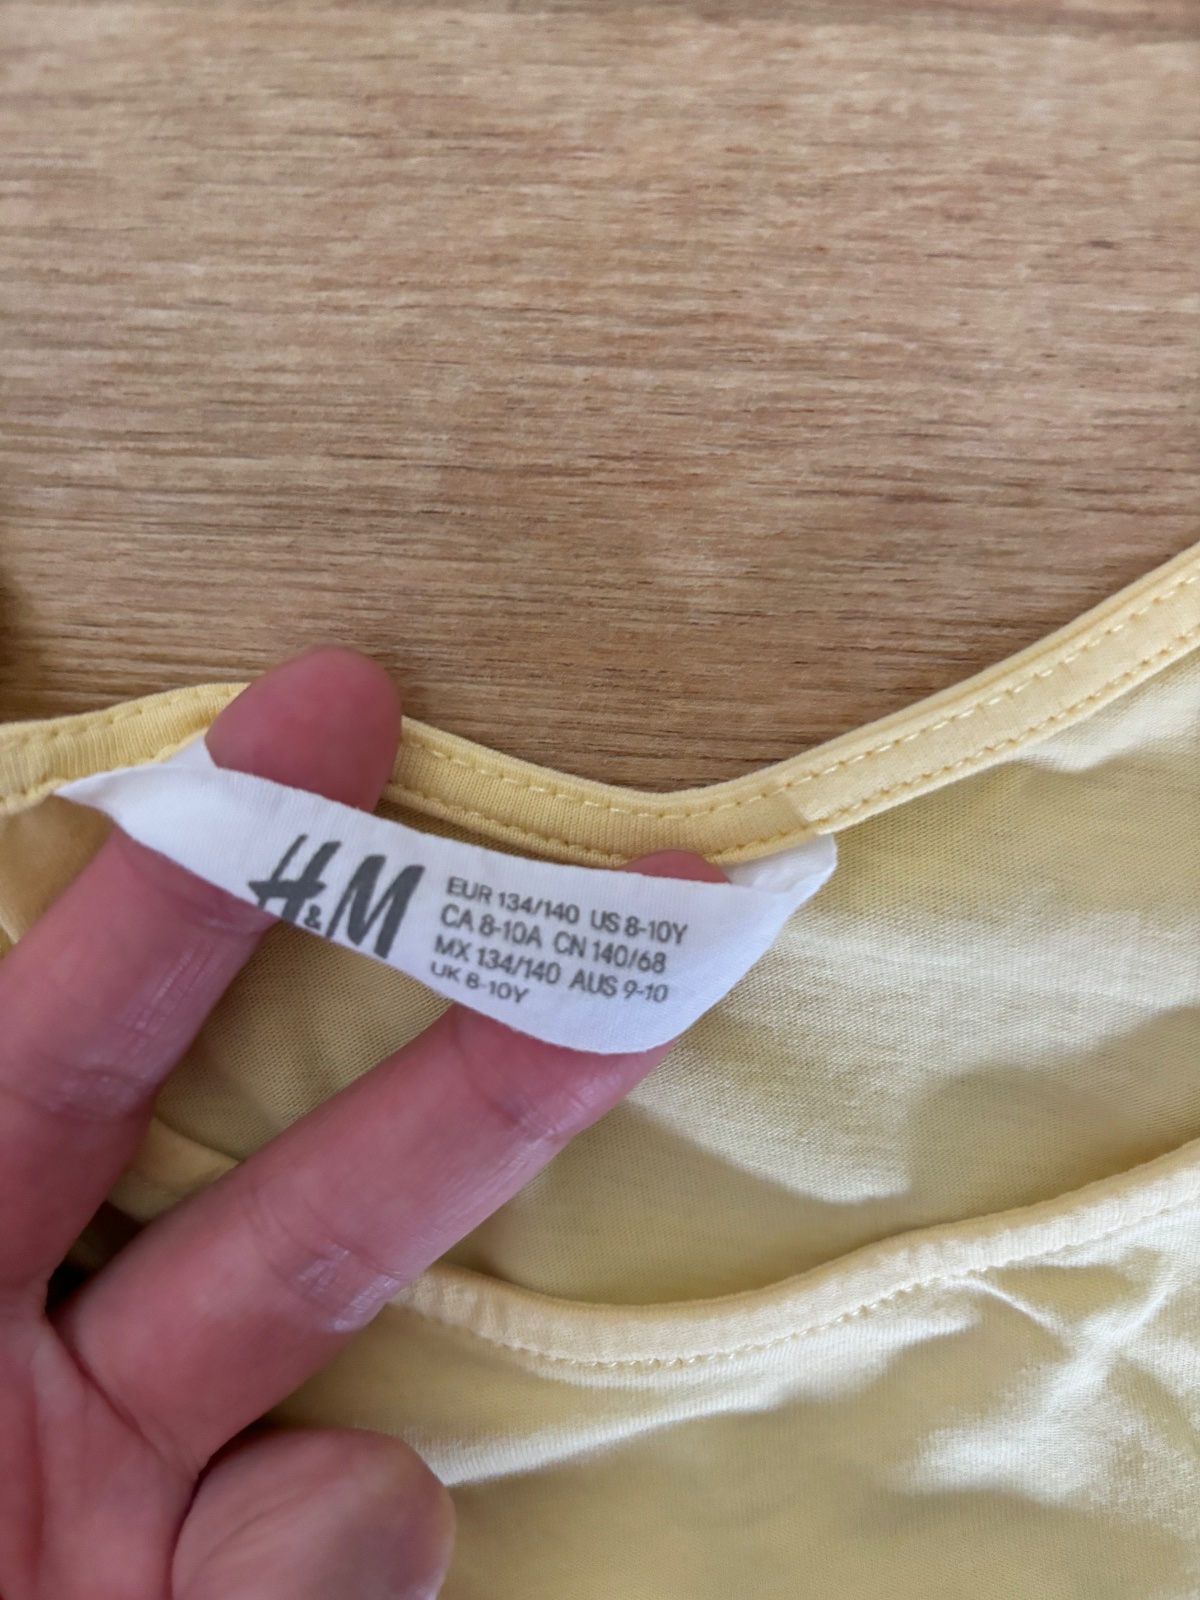 H&M
EUR 134/140 US 8-10Y
CA 8-10A CN 140/68
MX 134/140 AUS 9-10
UK 8-10Y